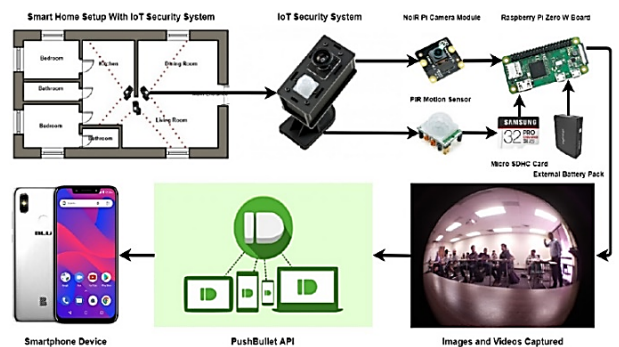 Smart Home Setup With IoT Security System
IoT Security System
NoIR Pi Camera Module
Raspberry Pi Zero W Board
Bedroom
Kitchen
Dining Room
Bathroom
Bedroom
Living Room
Bathroom
PIR Motion Sensor
SAMSUNG
32 PRO
Micro SDHC Card
External Battery Pack
BLU
Smartphone Device
PushBullet API
Images and Videos Captured